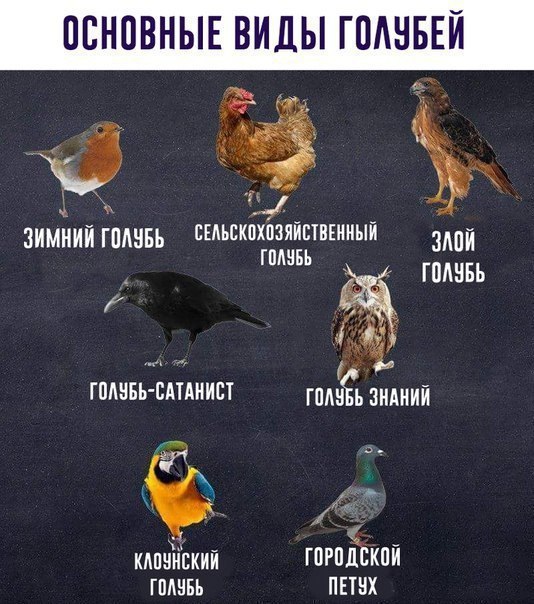 ОСНОВНЫЕ ВИДЫ ГОЛУБЕЙ
ЗИМНИЙ ГОЛУБЬ
СЕЛЬСКОХОЗЯЙСТВЕННЫЙ
ГОЛУБЬ
ЗЛОЙ
ГОЛУБЬ
ГОЛУБЬ-САТАНИСТ
ГОЛУБЬ ЗНАНИЙ
КЛОУНСКИЙ
ГОЛУБЬ
ГОРОДСКОЙ
ПЕТУХ